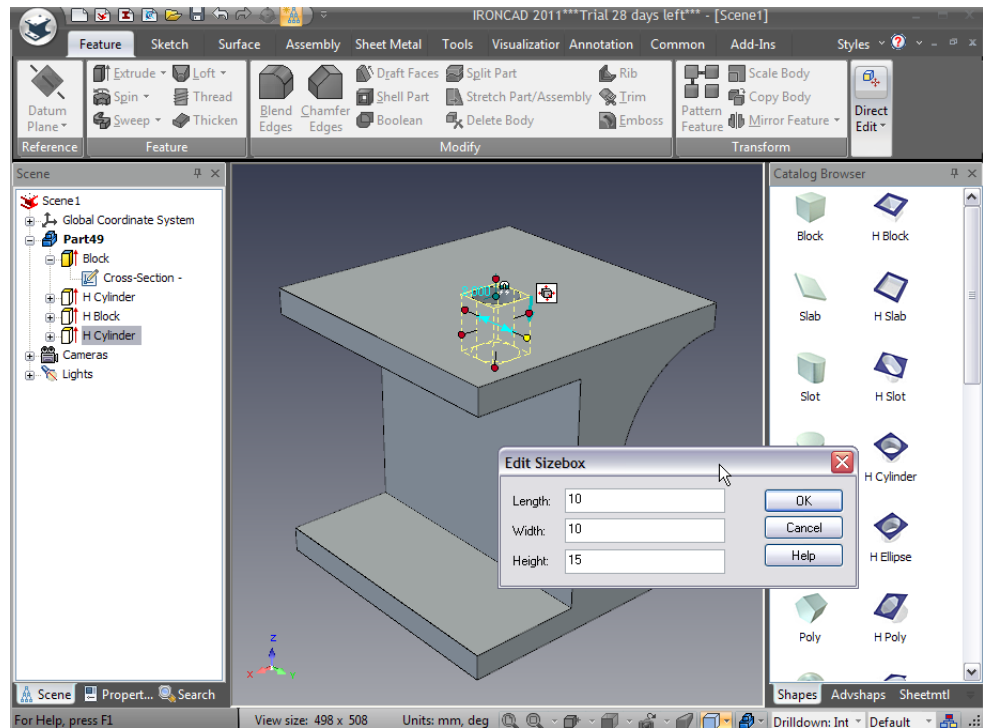 IRONCAD 2011***Trial 28 days left*** - [Scene1]
Feature Sketch Surface Assembly Sheet Metal Tools Visualization Annotation Common Add-Ins Styles
Datum Plane
Reference
Extrude Loft
Spin Thread
Sweep Thicken
Feature
Blend Edges
Chamfer Edges
Draft Faces Split Part Rib
Shell Part Stretch Part/Assembly Trim
Boolean Delete Body Emboss
Modify
Pattern Feature
Scale Body
Copy Body
Mirror Feature
Transform
Direct Edit
Scene
Scene1
Global Coordinate System
Part49
Block
Cross-Section -
H Cylinder
H Block
H Cylinder
Cameras
Lights
Z
X
Y
Edit Sizebox
Length: 10
Width: 10
Height: 15
OK
Cancel
Help
Catalog Browser
Block H Block
Slab H Slab
Slot H Slot
H Cylinder
H Ellipse
Poly H Poly
Scene Propert... Search
Shapes Advshaps Sheetmtl
For Help, press F1 View size: 498 x 508 Units: mm, deg Drilldown: Int Default